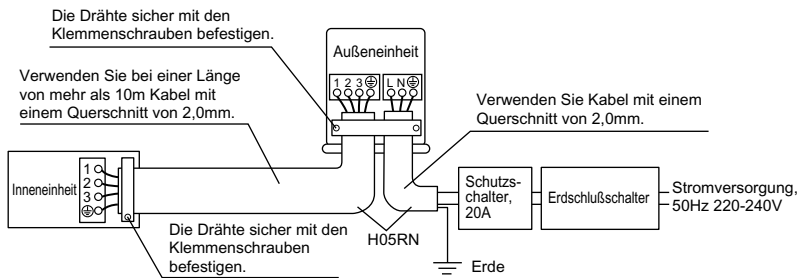 Die Drähte sicher mit den
Klemmenschrauben befestigen.
Außeneinheit
1 2 3
L N
Verwenden Sie bei einer Länge
von mehr als 10m Kabel mit
einem Querschnitt von 2,0mm.
Verwenden Sie Kabel mit einem
Querschnitt von 2,0mm.
Inneneinheit
1
2
3
Schutzs-
chalter,
20A
Erdschlußschalter
Stromversorgung,
50Hz 220-240V
Die Drähte sicher mit den
Klemmenschrauben
befestigen.
H05RN
Erde